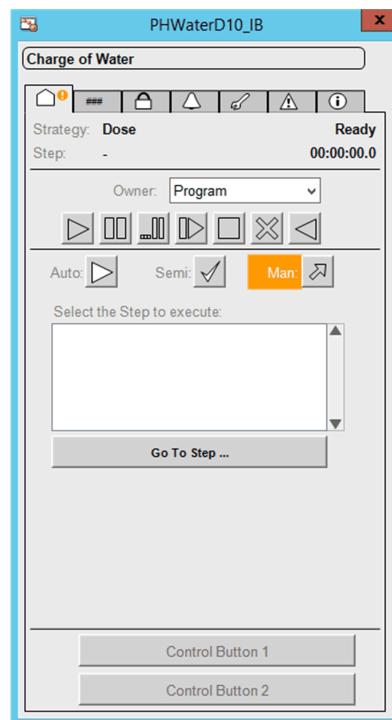 PHWaterD10_IB
x
Charge of Water
###
Strategy: Dose Ready
Step: - 00:00:00.0
Owner: Program
Auto: Semi: Man:
Select the Step to execute:
Go To Step ...
Control Button 1
Control Button 2